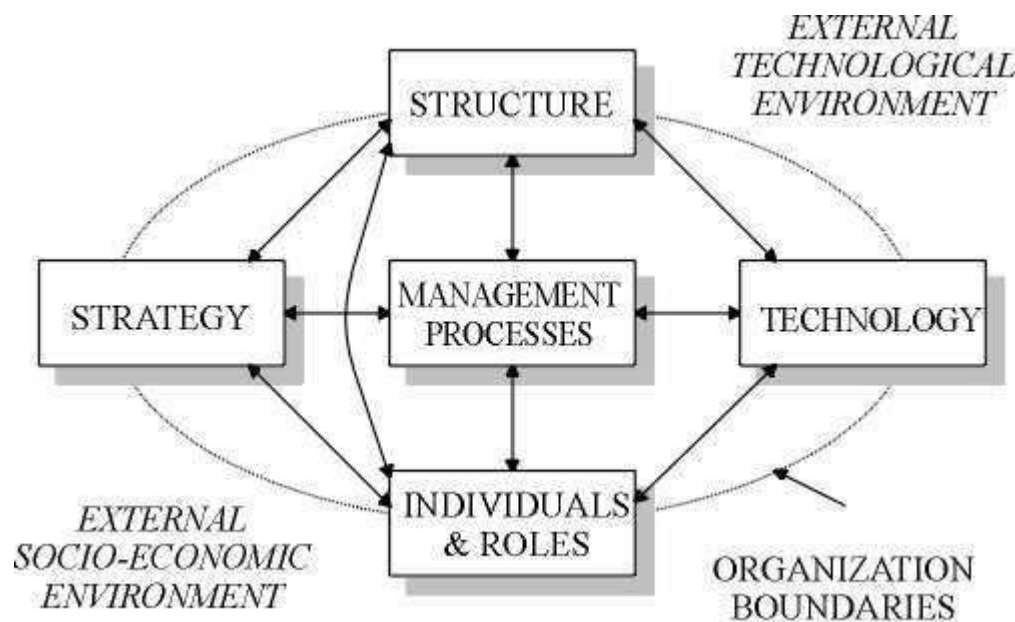 EXTERNAL
TECHNOLOGICAL
ENVIRONMENT
STRUCTURE
STRATEGY
MANAGEMENT
PROCESSES
TECHNOLOGY
INDIVIDUALS
& ROLES
EXTERNAL
SOCIO-ECONOMIC
ENVIRONMENT
ORGANIZATION
BOUNDARIES